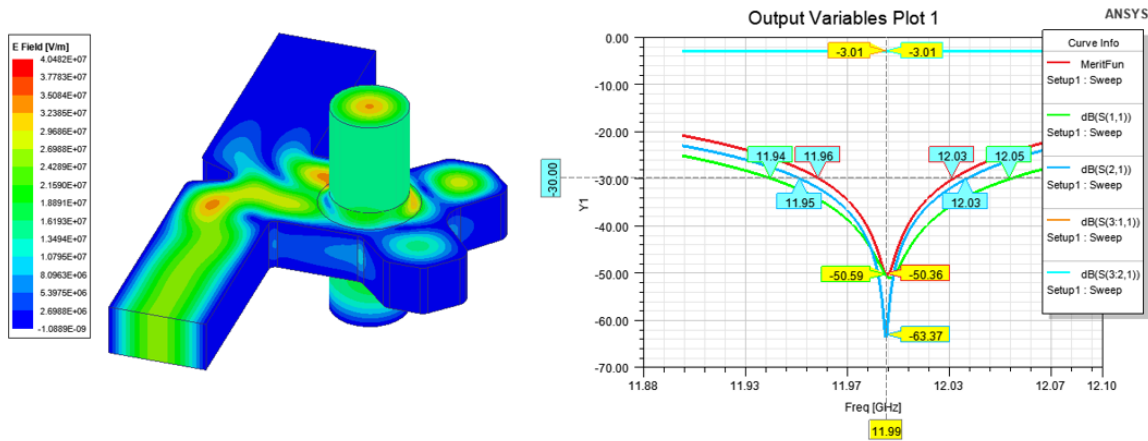 E Field [V/m]
4.0482E+07
3.7783E+07
3.5084E+07
3.2385E+07
2.9686E+07
2.6988E+07
2.4289E+07
2.1590E+07
1.8891E+07
1.6193E+07
1.3494E+07
1.0796E+07
8.0963E+06
5.3975E+06
2.6988E+06
-1.0889E-09
Output Variables Plot 1
ANSYS
0.00
-10.00
-20.00
-30.00
-40.00
-50.00
-60.00
-70.00
Y1
-30.00
-3.01
-3.01
11.94
11.96
12.03
12.05
11.95
12.03
-50.59
-50.36
-63.37
Curve Info
MeritFun
Setup1 : Sweep
dB(S(1,1))
Setup1 : Sweep
dB(S(2,1))
Setup1 : Sweep
dB(S(3:1,1))
Setup1 : Sweep
dB(S(3:2,1))
Setup1 : Sweep
11.88
11.93
11.97
12.03
12.07
12.10
Freq [GHz]
11.99